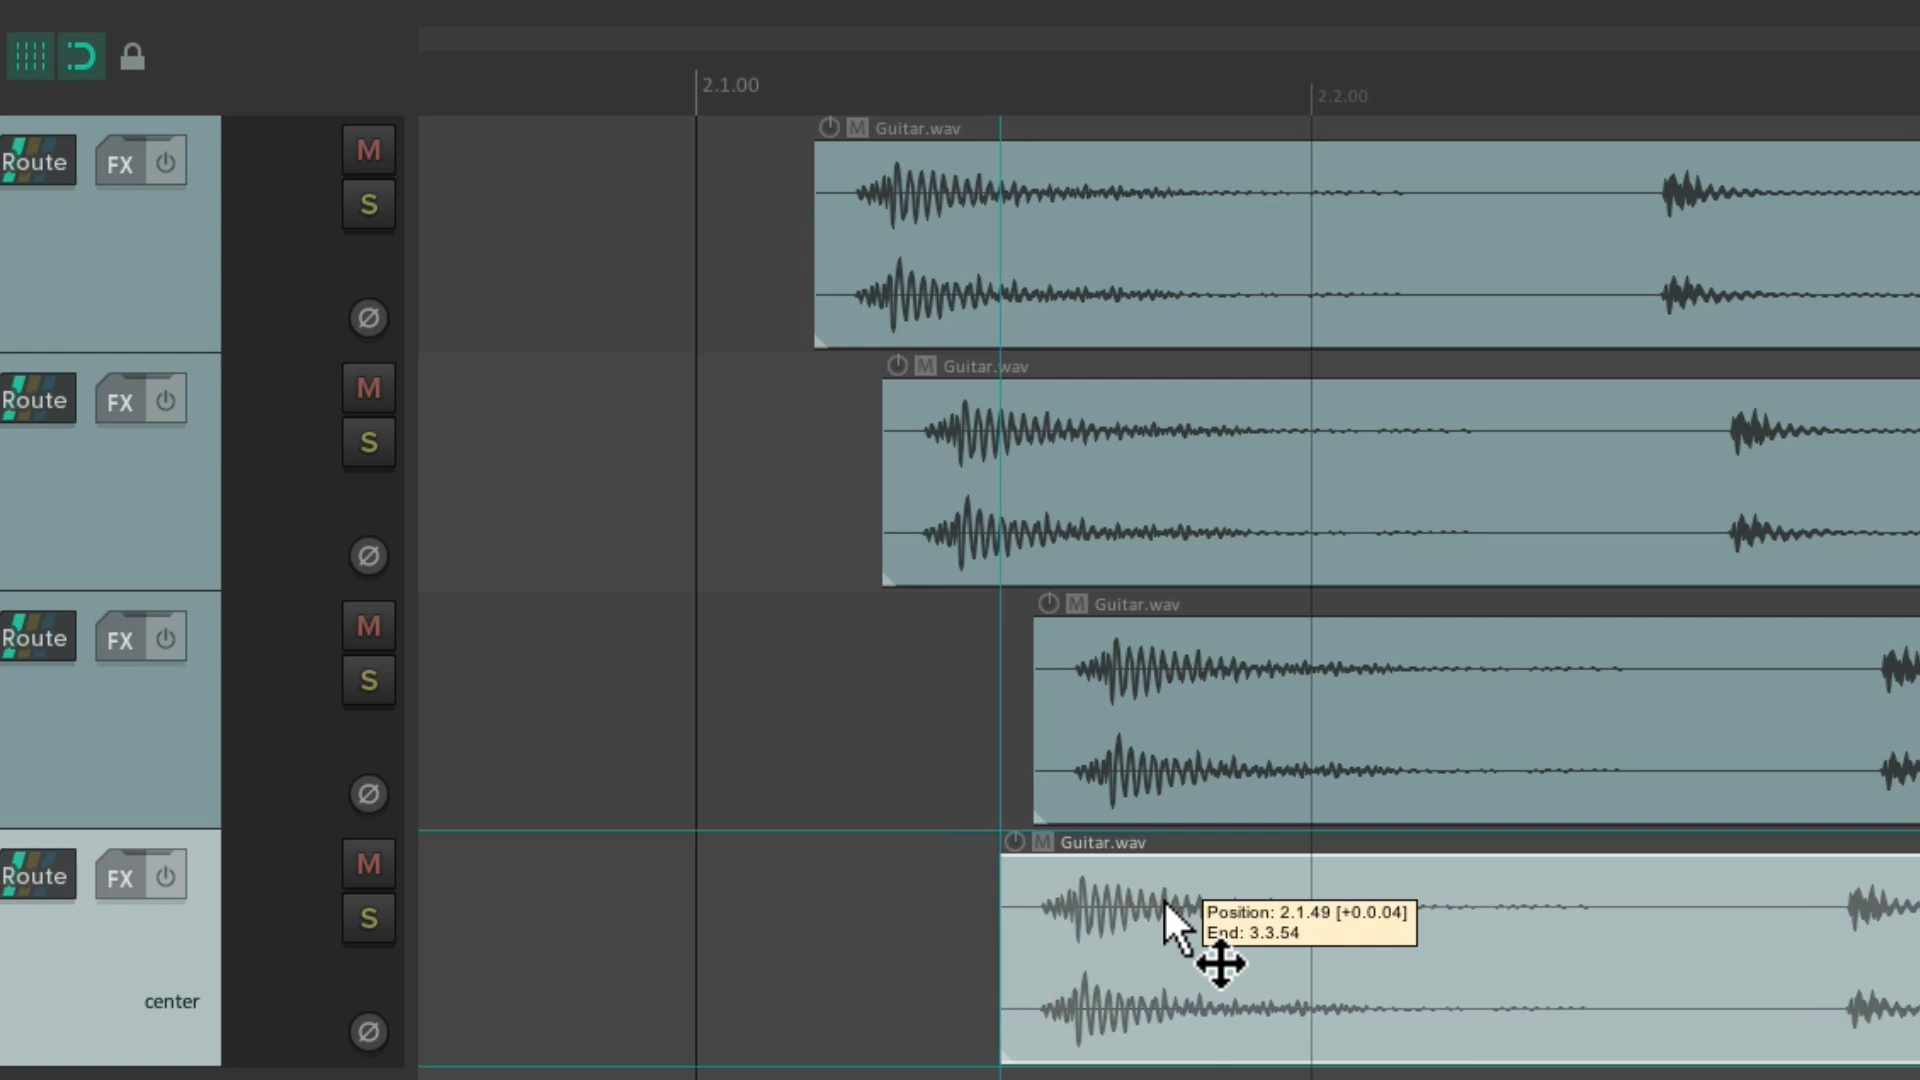 2.1.00
2.2.00
Guitar.wav
Route FX M
S
Ø
M Guitar.wav
Route FX M
S
Ø
M Guitar.wav
Route FX M
S
Ø
M Guitar.wav
Route FX M
S
Position: 2.1.49 [+0.0.04]
End: 3.3.54
center
Ø
M